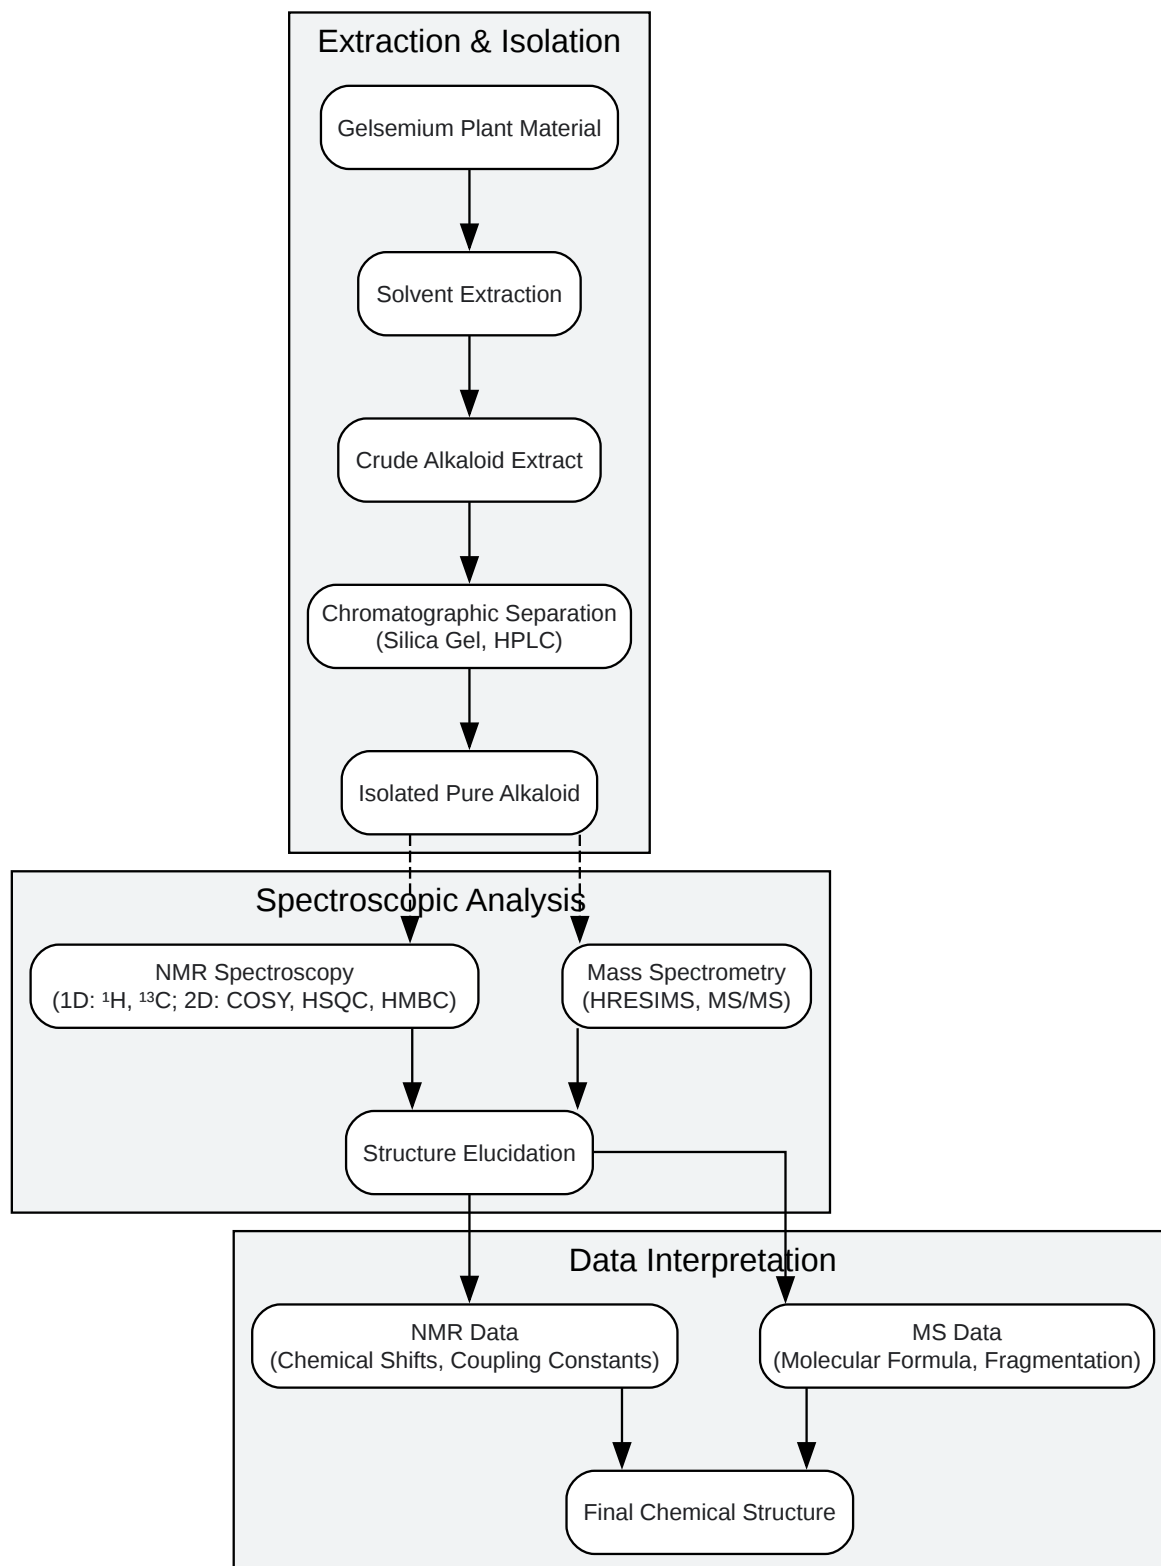 Extraction & Isolation
Gelsemium Plant Material
Solvent Extraction
Crude Alkaloid Extract
Chromatographic Separation
(Silica Gel, HPLC)
Isolated Pure Alkaloid
Spectroscopic Analysis
NMR Spectroscopy
(1D: ¹H, ¹³C; 2D: COSY, HSQC, HMBC)
Mass Spectrometry
(HRESIMS, MS/MS)
Structure Elucidation
Data Interpretation
NMR Data
(Chemical Shifts, Coupling Constants)
MS Data
(Molecular Formula, Fragmentation)
Final Chemical Structure